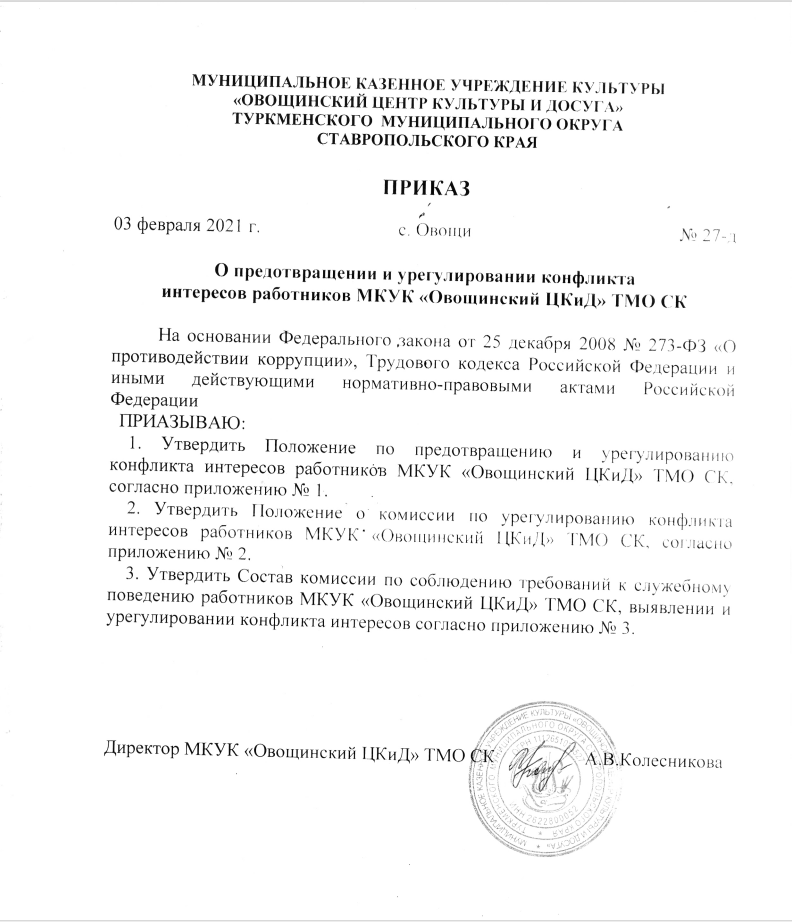 МУНИЦИПАЛЬНОЕ КАЗЕННОЕ УЧРЕЖДЕНИЕ КУЛЬТУРЫ
«ОВОЩИНСКИЙ ЦЕНТР КУЛЬТУРЫ И ДОСУГА»
ТУРКМЕНСКОГО МУНИЦИПАЛЬНОГО ОКРУГА
СТАВРОПОЛЬСКОГО КРАЯ
ПРИКАЗ
03 февраля 2021 г. с. Овощи № 27-д
О предотвращении и урегулировании конфликта
интересов работников МКУК «Овощинский ЦКиД» ТМО СК
На основании Федерального закона от 25 декабря 2008 № 273-ФЗ «О
противодействии коррупции», Трудового кодекса Российской Федерации и
иными действующими нормативно-правовыми актами Российской
Федерации
ПРИАЗЫВАЮ:
1. Утвердить Положение по предотвращению и урегулированию
конфликта интересов работников МКУК «Овощинский ЦКиД» ТМО СК,
согласно приложению № 1.
2. Утвердить Положение о комиссии по урегулированию конфликта
интересов работников МКУК «Овощинский ЦКиД» ТМО СК, согласно
приложению № 2.
3. Утвердить Состав комиссии по соблюдению требований к служебному
поведению работников МКУК «Овощинский ЦКиД» ТМО СК, выявлении и
урегулировании конфликта интересов согласно приложению № 3.
Директор МКУК «Овощинский ЦКиД» ТМО СК А.В.Колесникова